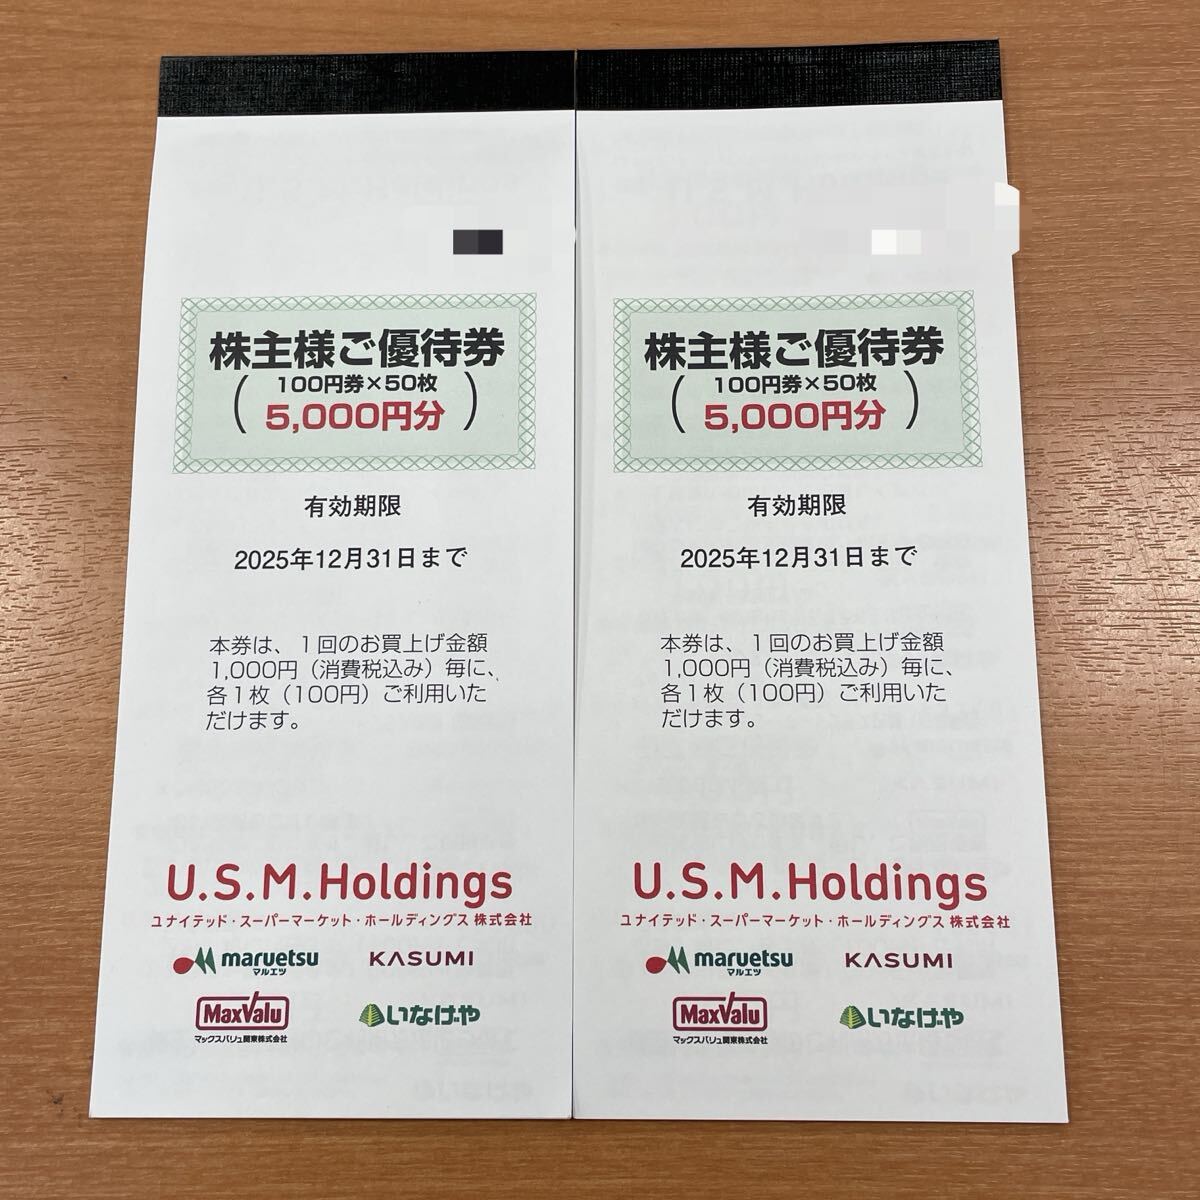 株主様ご優待券
(100円券×50枚
5,000円分)
有効期限
2025年12月31日まで
本券は、1回のお買上げ金額
1,000円(消費税込み)毎に、
各1枚(100円)ご利用いた
だけます。
U.S.M.Holdings
ユナイテッド・スーパーマーケット・ホールディングス 株式会社
maruetsu
マルエツ
KASUMI
MaxValu
マックスバリュ関東株式会社
いなげや
株主様ご優待券
(100円券×50枚
5,000円分)
有効期限
2025年12月31日まで
本券は、1回のお買上げ金額
1,000円(消費税込み)毎に、
各1枚(100円)ご利用いた
だけます。
U.S.M.Holdings
ユナイテッド・スーパーマーケット・ホールディングス 株式会社
maruetsu
マルエツ
KASUMI
MaxValu
マックスバリュ関東株式会社
いなげや